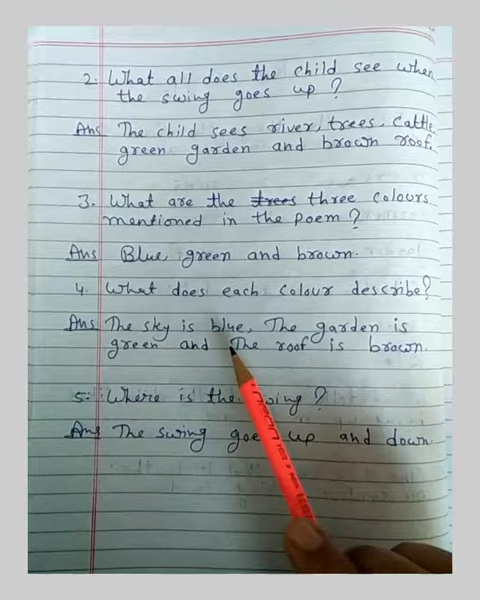 2. What all does the child see when
the swing goes up?
Ans The child sees river, trees, cattle
green garden and brown roof.
3. What are the trees three colours
mentioned in the poem?
Ans Blue, green and brown.
4. What does each colour describe?
Ans The sky is blue, The garden is
green and The roof is brown.
5. Where is the going?
Ans The swing goes up and down.